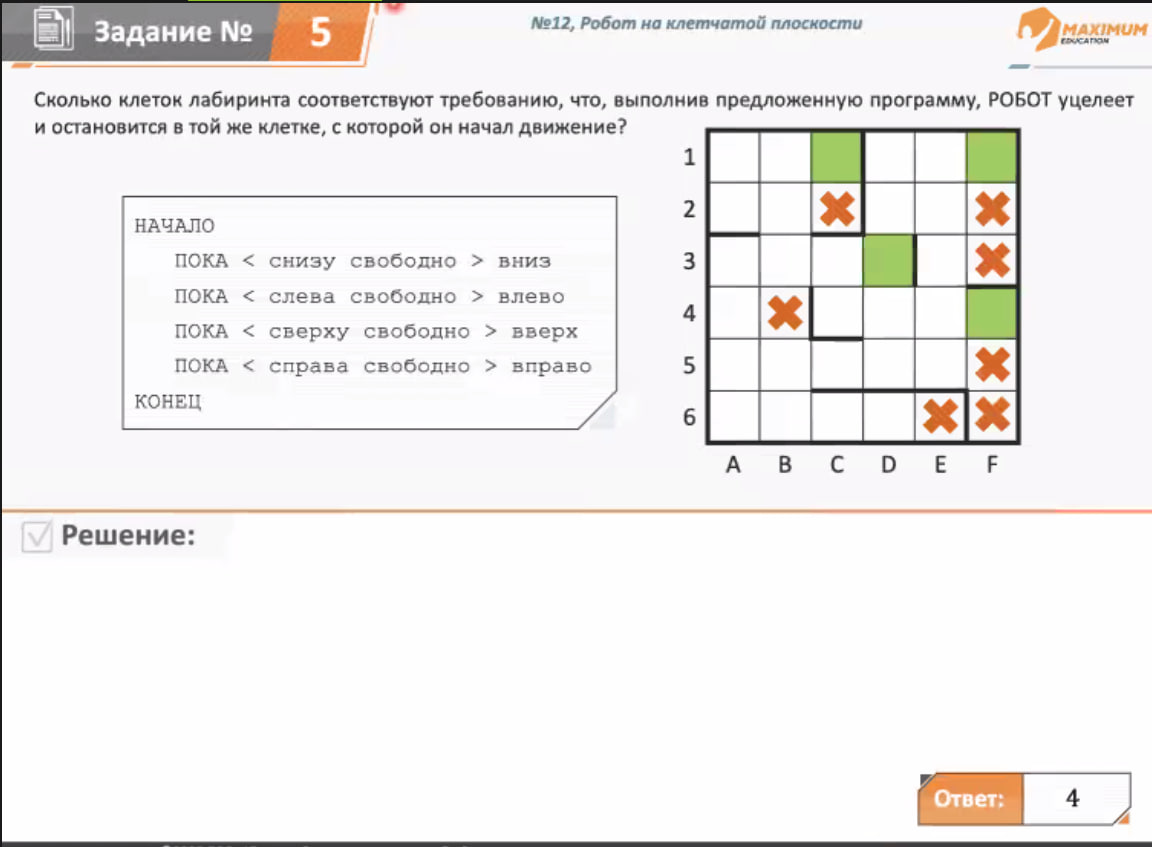 Задание № 5
№12, Робот на клетчатой плоскости
MAXIMUM
EDUCATION
Сколько клеток лабиринта соответствуют требованию, что, выполнив предложенную программу, РОБОТ уцелеет
и остановится в той же клетке, с которой он начал движение?
НАЧАЛО
ПОКА < снизу свободно > вниз
ПОКА < слева свободно > влево
ПОКА < сверху свободно > вверх
ПОКА < справа свободно > вправо
КОНЕЦ
1
2
3
4
5
6
A B C D E F
Решение:
Ответ: 4